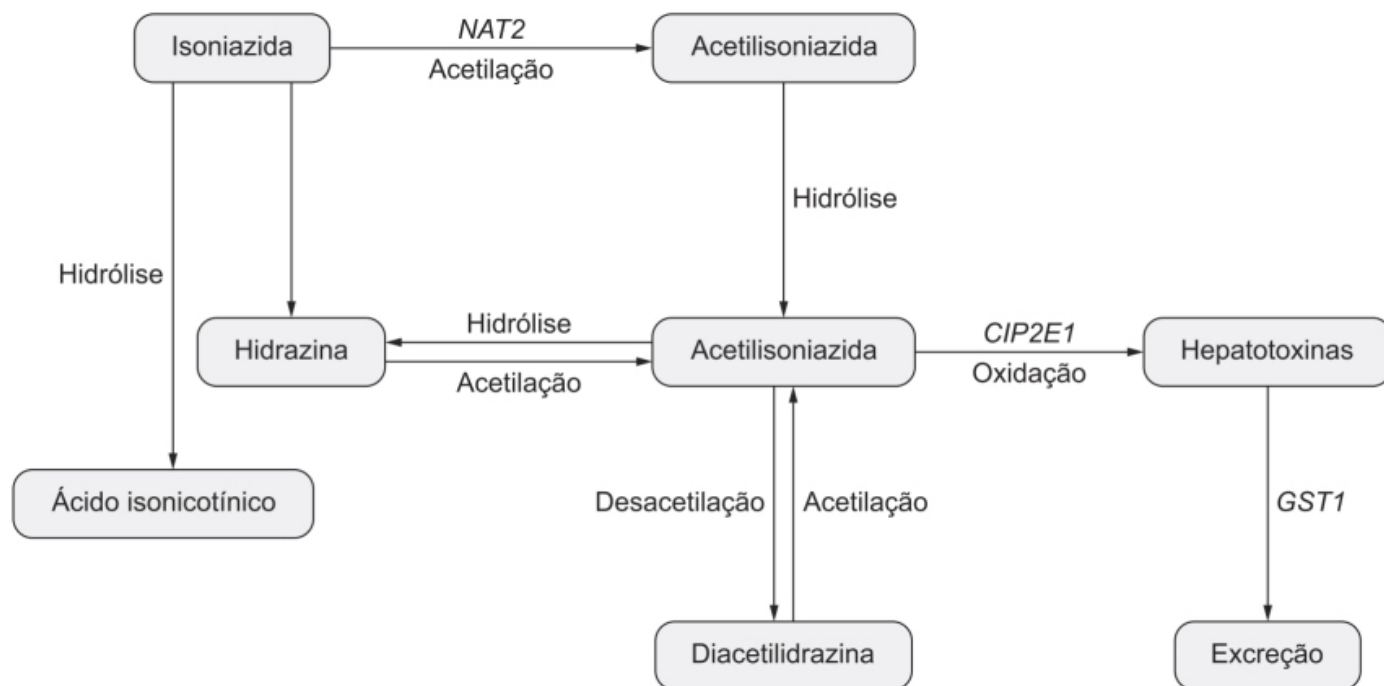 Isoniazida
NAT2
Acetilação
Acetilisoniazida
Hidrólise
Hidrólise
Hidrazina
Hidrólise
Acetilação
Acetilisoniazida
CIP2E1
Oxidação
Hepatotoxinas
Ácido isonicotínico
Desacetilação
Acetilação
GST1
Diacetilidrazina
Excreção